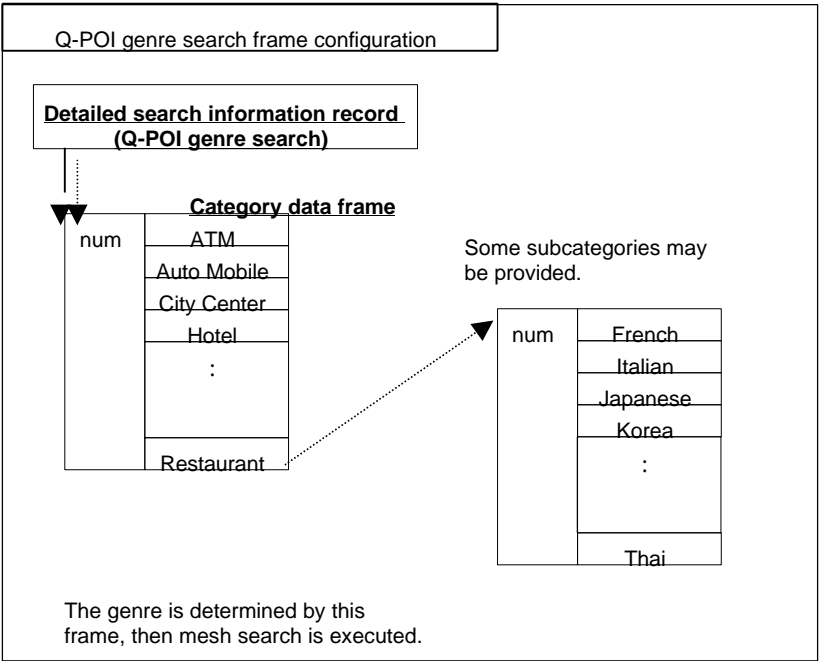 Q-POI genre search frame configuration
Detailed search information record
(Q-POI genre search)
Category data frame
num
ATM
Auto Mobile
City Center
Hotel
:
Restaurant
Some subcategories may
be provided.
num
French
Italian
Japanese
Korea
:
Thai
The genre is determined by this
frame, then mesh search is executed.